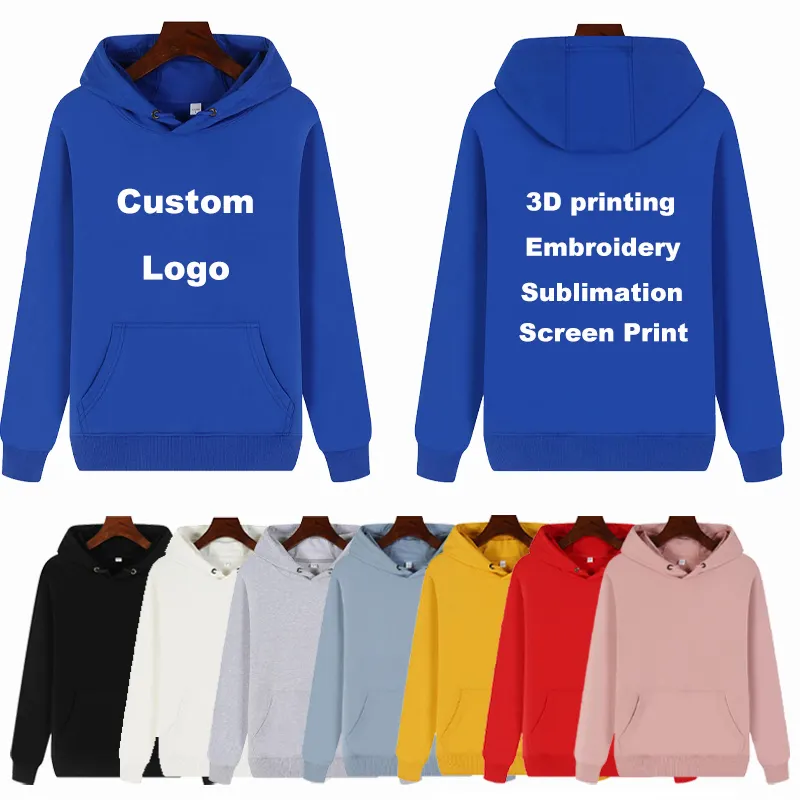 Custom
Logo
3D printing
Embroidery
Sublimation
Screen Print